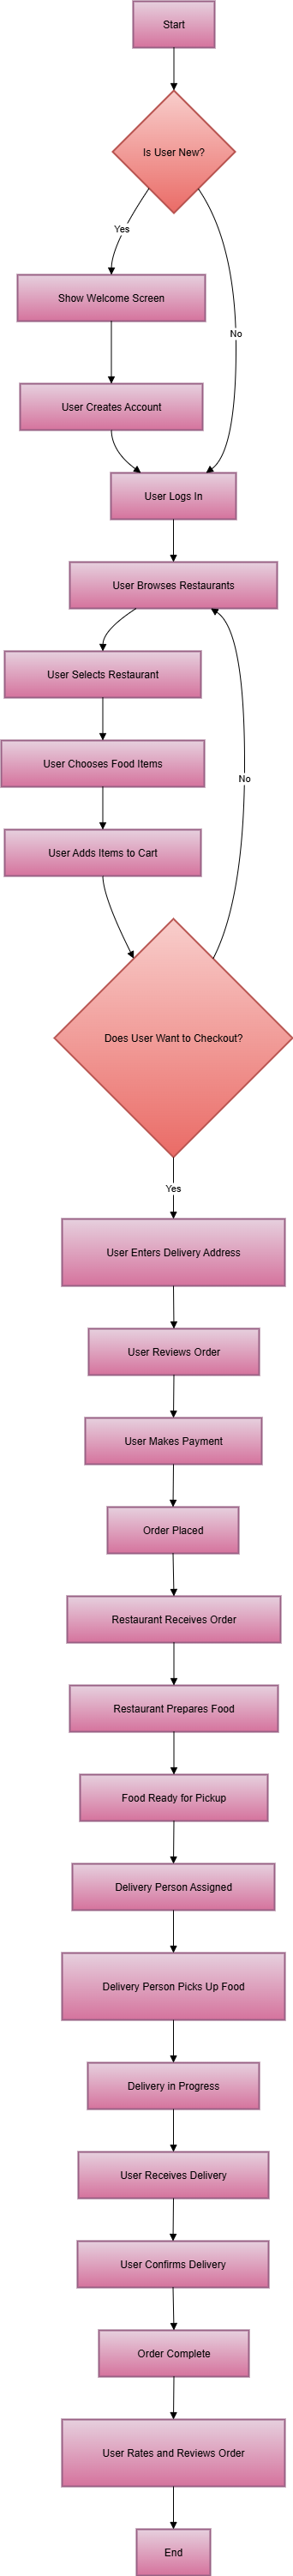 Start
Is User New?
Yes
Show Welcome Screen
No
User Creates Account
User Logs In
User Browses Restaurants
User Selects Restaurant
User Chooses Food Items
No
User Adds Items to Cart
Does User Want to Checkout?
Yes
User Enters Delivery Address
User Reviews Order
User Makes Payment
Order Placed
Restaurant Receives Order
Restaurant Prepares Food
Food Ready for Pickup
Delivery Person Assigned
Delivery Person Picks Up Food
Delivery in Progress
User Receives Delivery
User Confirms Delivery
Order Complete
User Rates and Reviews Order
End